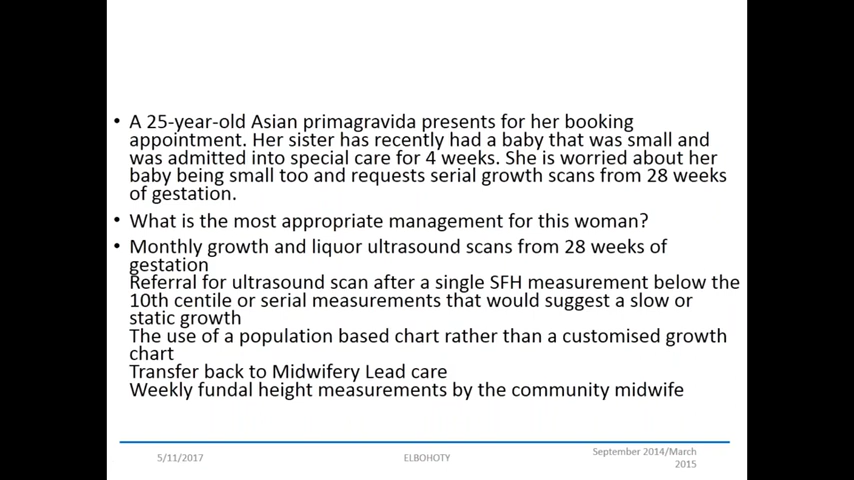 • A 25-year-old Asian primagravida presents for her booking
appointment. Her sister has recently had a baby that was small and
was admitted into special care for 4 weeks. She is worried about her
baby being small too and requests serial growth scans from 28 weeks
of gestation.
• What is the most appropriate management for this woman?
• Monthly growth and liquor ultrasound scans from 28 weeks of
gestation
Referral for ultrasound scan after a single SFH measurement below the
10th centile or serial measurements that would suggest a slow or
static growth
The use of a population based chart rather than a customised growth
chart
Transfer back to Midwifery Lead care
Weekly fundal height measurements by the community midwife
5/11/2017
ELBOHOTY
September 2014/March
2015